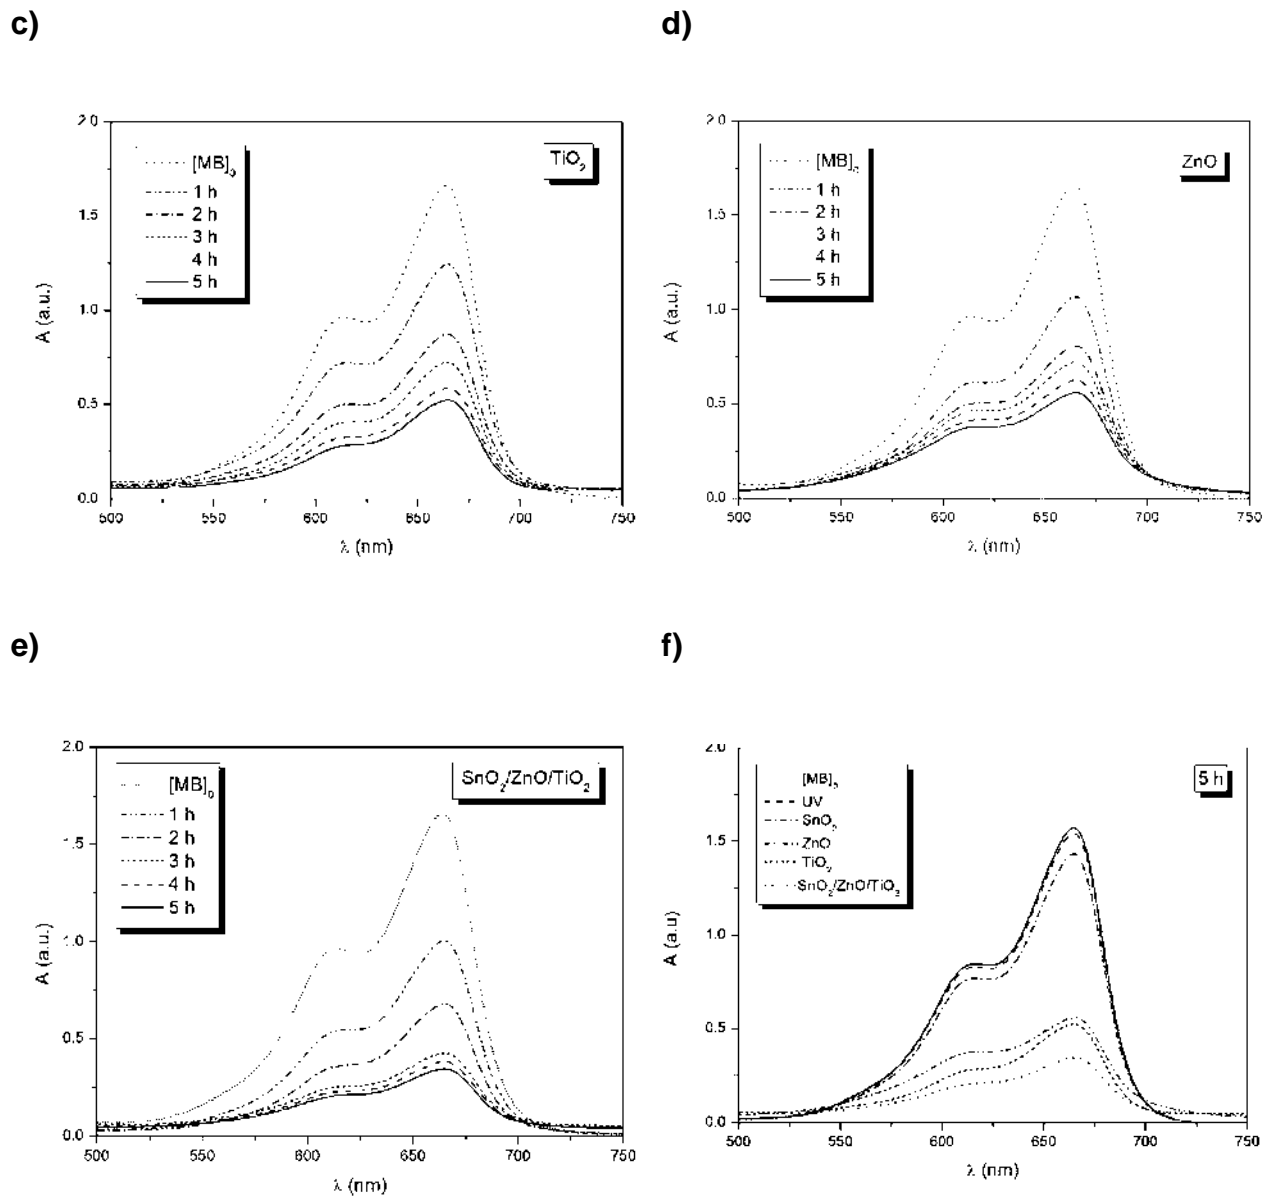 c)
2.0
1.5
1.0
0.5
0.0
A (a.u.)
[MB]₀
1 h
2 h
3 h
4 h
5 h
TiO₂
500 550 600 650 700 750
λ (nm)
d)
2.0
1.5
1.0
0.5
0.0
A (a.u.)
[MB]₀
1 h
2 h
3 h
4 h
5 h
ZnO
500 550 600 650 700 750
λ (nm)
e)
2.0
1.5
1.0
0.5
0.0
A (a.u.)
[MB]₀
1 h
2 h
3 h
4 h
5 h
SnO₂/ZnO/TiO₂
500 550 600 650 700 750
λ (nm)
f)
2.0
1.5
1.0
0.5
0.0
A (a.u)
[MB]₀
UV
SnO₂
ZnO
TiO₂
SnO₂/ZnO/TiO₂
5 h
500 550 600 650 700 750
λ (nm)